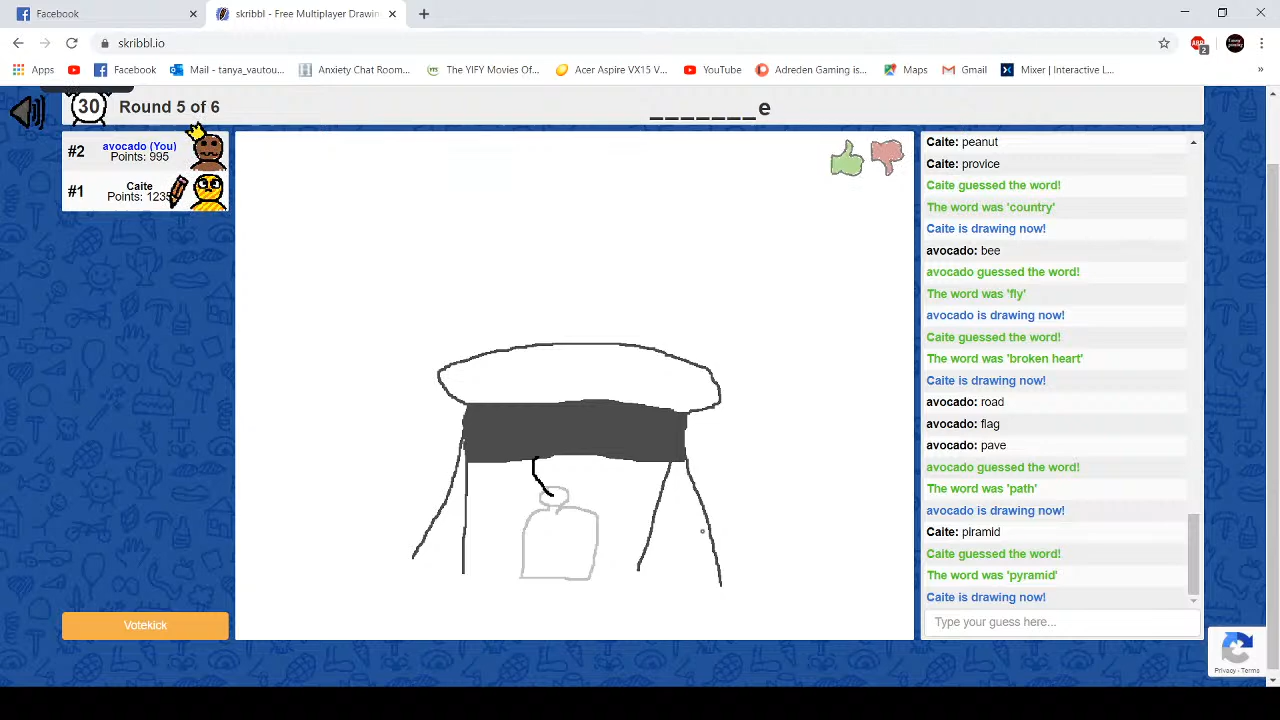 Facebook
skribbl - Free Multiplayer Drawin
skribbl.io
Apps
Facebook
Mail - tanya_vautou...
Anxiety Chat Room...
The YIFY Movies Of...
Acer Aspire VX15 V...
YouTube
Adreden Gaming is...
Maps
Gmail
Mixer | Interactive L...
»
2
30
Round 5 of 6
_______e
#2
avocado (You)
Points: 995
#1
Caite
Points: 1235
Votekick
Caite: peanut
Caite: provice
Caite guessed the word!
The word was 'country'
Caite is drawing now!
avocado: bee
avocado guessed the word!
The word was 'fly'
avocado is drawing now!
Caite guessed the word!
The word was 'broken heart'
Caite is drawing now!
avocado: road
avocado: flag
avocado: pave
avocado guessed the word!
The word was 'path'
avocado is drawing now!
Caite: piramid
Caite guessed the word!
The word was 'pyramid'
Caite is drawing now!
Type your guess here...
Privacy - Terms